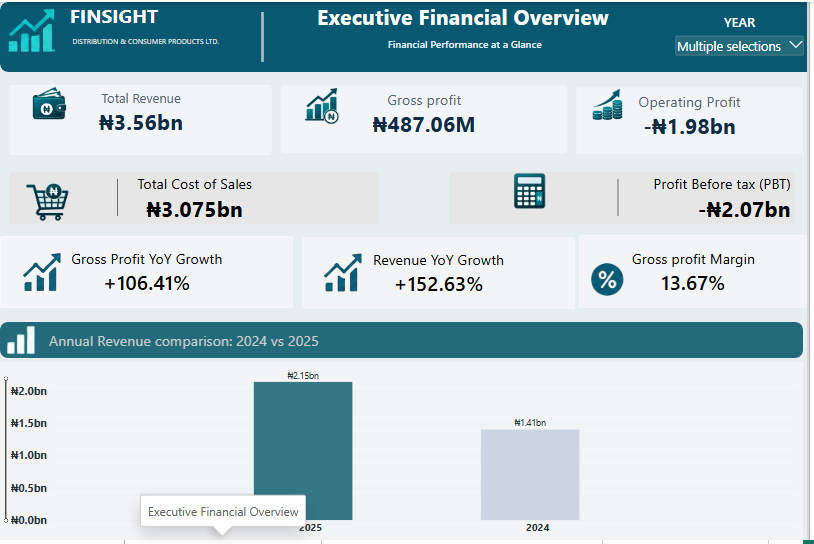 FINSIGHT
DISTRIBUTION & CONSUMER PRODUCTS LTD.
Executive Financial Overview
Financial Performance at a Glance
YEAR
Multiple selections
Total Revenue
₦3.56bn
Gross profit
₦487.06M
Operating Profit
-₦1.98bn
Total Cost of Sales
₦3.075bn
Profit Before tax (PBT)
-₦2.07bn
Gross Profit YoY Growth
+106.41%
Revenue YoY Growth
+152.63%
Gross profit Margin
13.67%
Annual Revenue comparison: 2024 vs 2025
₦2.0bn
₦1.5bn
₦1.0bn
₦0.5bn
₦0.0bn
₦2.15bn
₦1.41bn
2025
2024
Executive Financial Overview